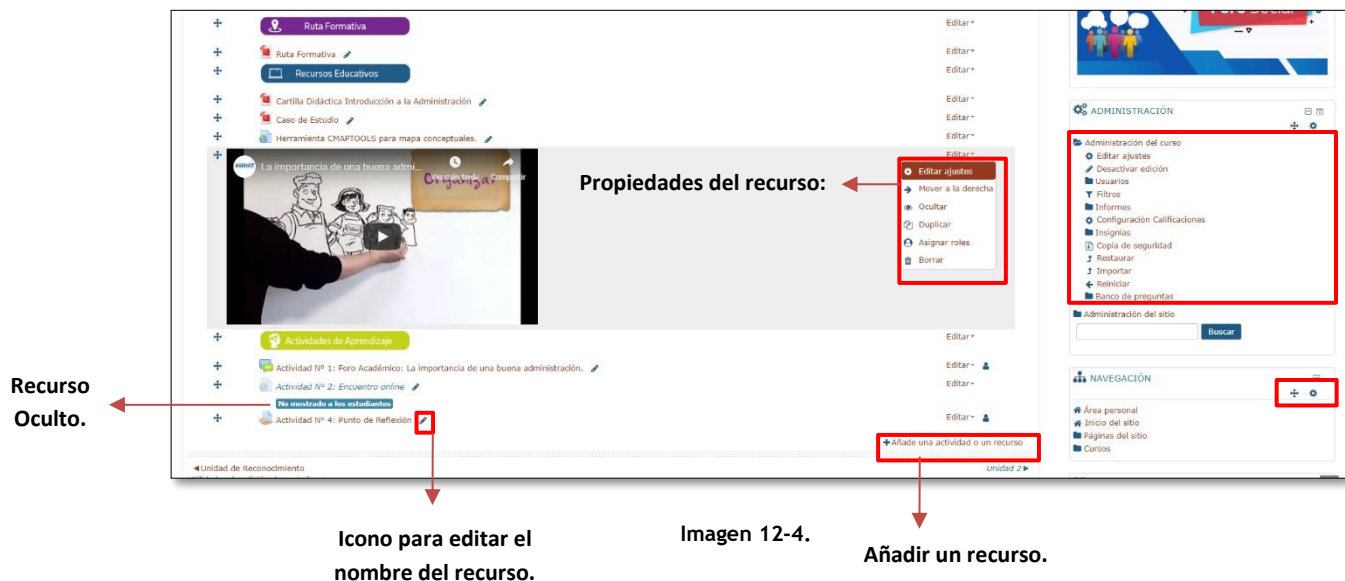 Ruta Formativa
Editar
Ruta Formativa
Editar
Recursos Educativos
Editar
Cartilla Didáctica Introducción a la Administración
Editar
Caso de Estudio
Editar
Herramienta CMAPTOOLS para mapa conceptuales.
Editar
Editar
La importancia de una buena admi...
Ver más tarde
Compartir
Organizar
Propiedades del recurso:
Editar ajustes
Mover a la derecha
Ocultar
Duplicar
Asignar roles
Borrar
Actividades de Aprendizaje
Editar
Actividad Nº 1: Foro Académico: La importancia de una buena administración.
Editar
Actividad Nº 2: Encuentro online
Editar
No mostrado a los estudiantes
Actividad Nº 4: Punto de Reflexión
Editar
Añade una actividad o un recurso
Unidad de Reconocimiento
Unidad 2
ADMINISTRACIÓN
Administración del curso
Editar ajustes
Desactivar edición
Usuarios
Filtros
Informes
Configuración Calificaciones
Insignias
Copia de seguridad
Restaurar
Importar
Reiniciar
Banco de preguntas
Administración del sitio
Buscar
NAVEGACIÓN
Área personal
Inicio del sitio
Páginas del sitio
Cursos
Recurso
Oculto.
Icono para editar el
nombre del recurso.
Imagen 12-4.
Añadir un recurso.